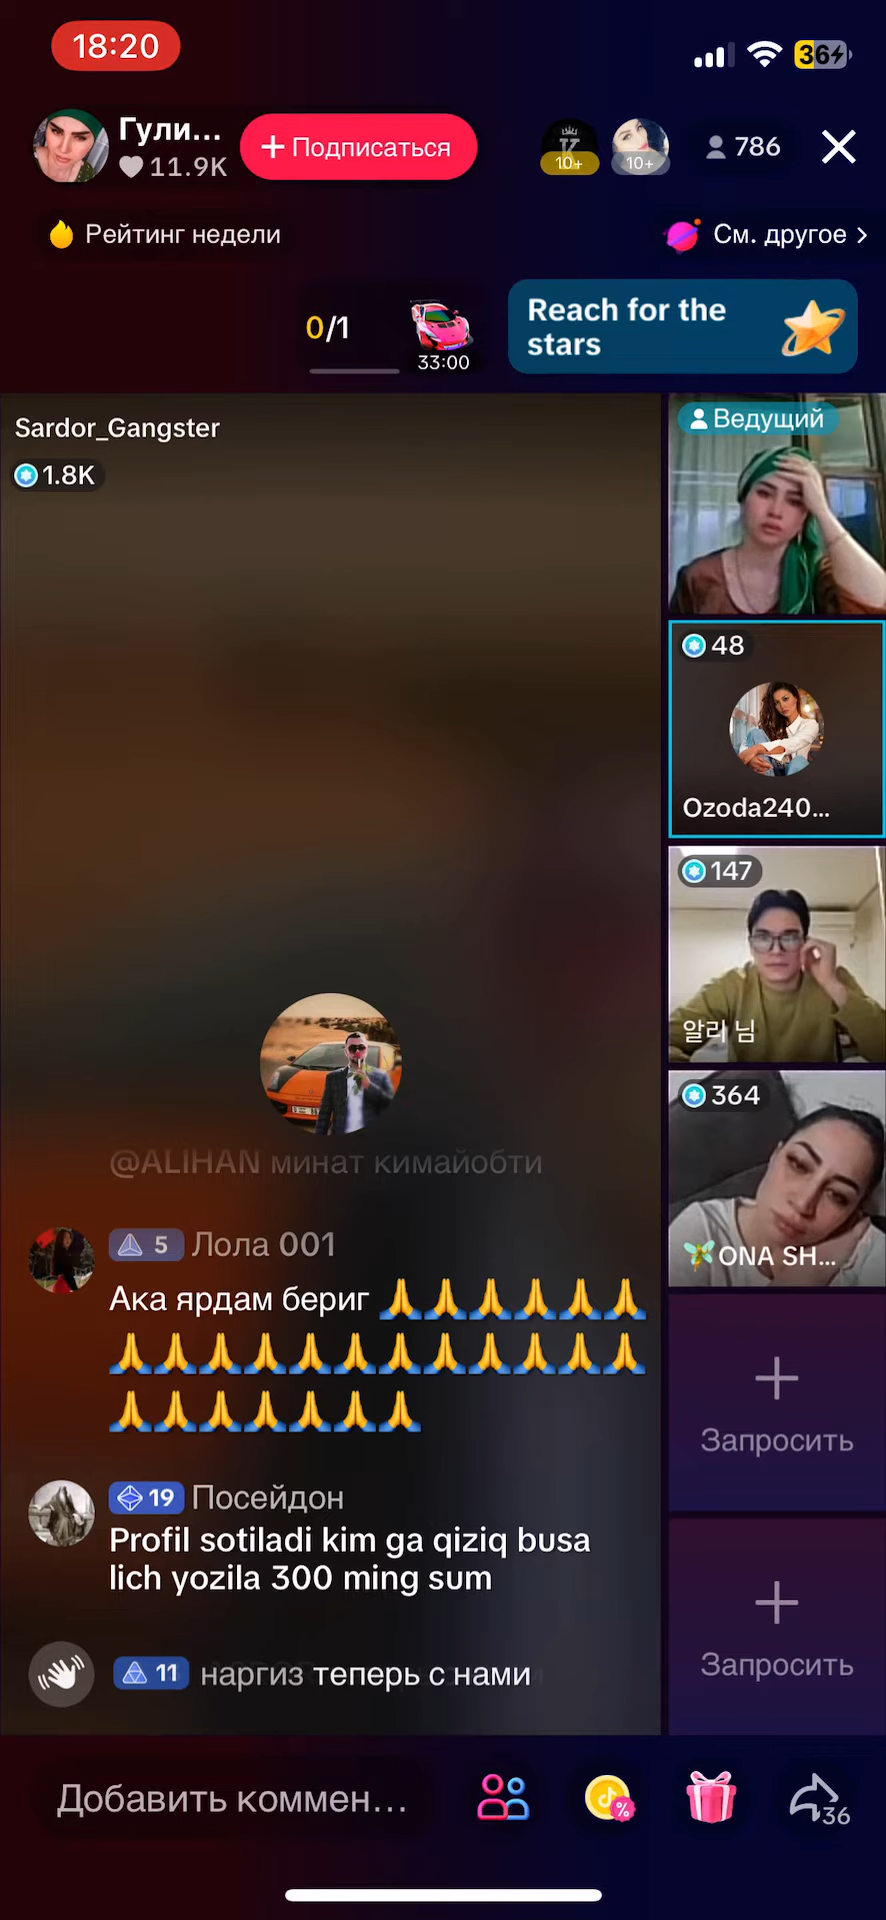 18:20
36
Гули...
11.9K
+ Подписаться
10+
10+
786
Рейтинг недели
См. другое >
0/1
33:00
Reach for the
stars
Sardor_Gangster
1.8K
Ведущий
48
Ozoda240...
147
알리 님
364
ONA SH...
@ALIHAN минат кимайобти
5 Лола 001
Ака ярдам бериг 🙏🙏🙏🙏🙏🙏
🙏🙏🙏🙏🙏🙏🙏🙏🙏🙏🙏🙏
🙏🙏🙏🙏🙏🙏🙏
19 Посейдон
Profil sotiladi kim ga qiziq busa
lich yozila 300 ming sum
11 наргиз теперь с нами
Запросить
Запросить
Добавить коммен...
36